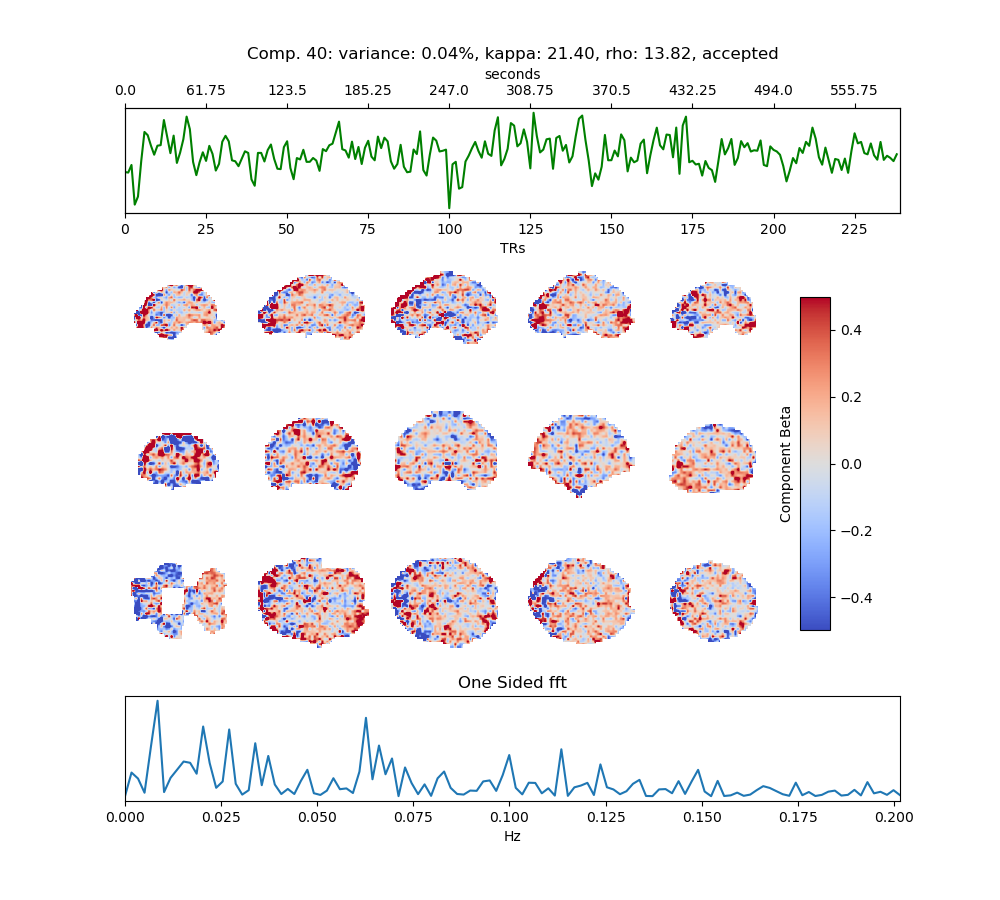 Comp. 40: variance: 0.04%, kappa: 21.40, rho: 13.82, accepted
seconds
0.0 61.75 123.5 185.25 247.0 308.75 370.5 432.25 494.0 555.75
0 25 50 75 100 125 150 175 200 225
TRs
0.4
0.2
0.0
−0.2
−0.4
Component Beta
One Sided fft
0.000 0.025 0.050 0.075 0.100 0.125 0.150 0.175 0.200
Hz